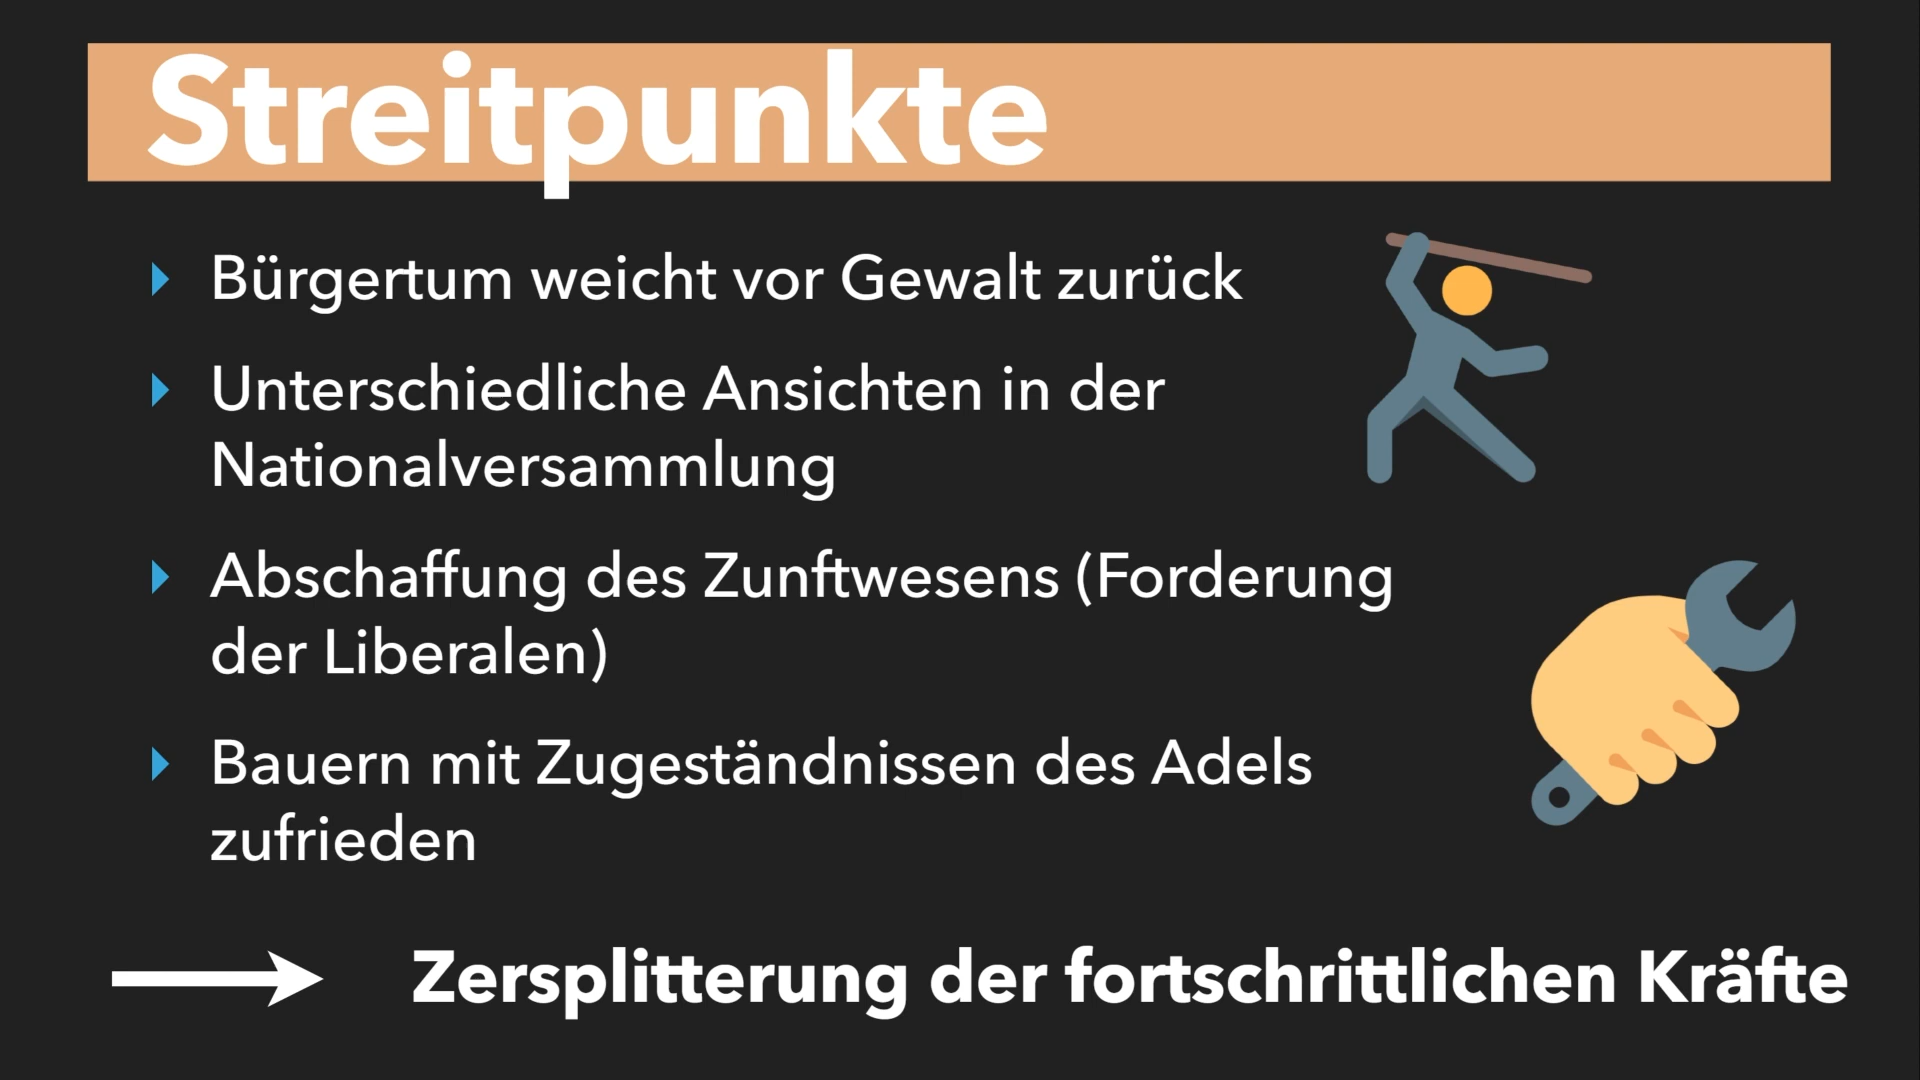 Streitpunkte
Bürgertum weicht vor Gewalt zurück
Unterschiedliche Ansichten in der
Nationalversammlung
Abschaffung des Zunftwesens (Forderung
der Liberalen)
Bauern mit Zugeständnissen des Adels
zufrieden
Zersplitterung der fortschrittlichen Kräfte